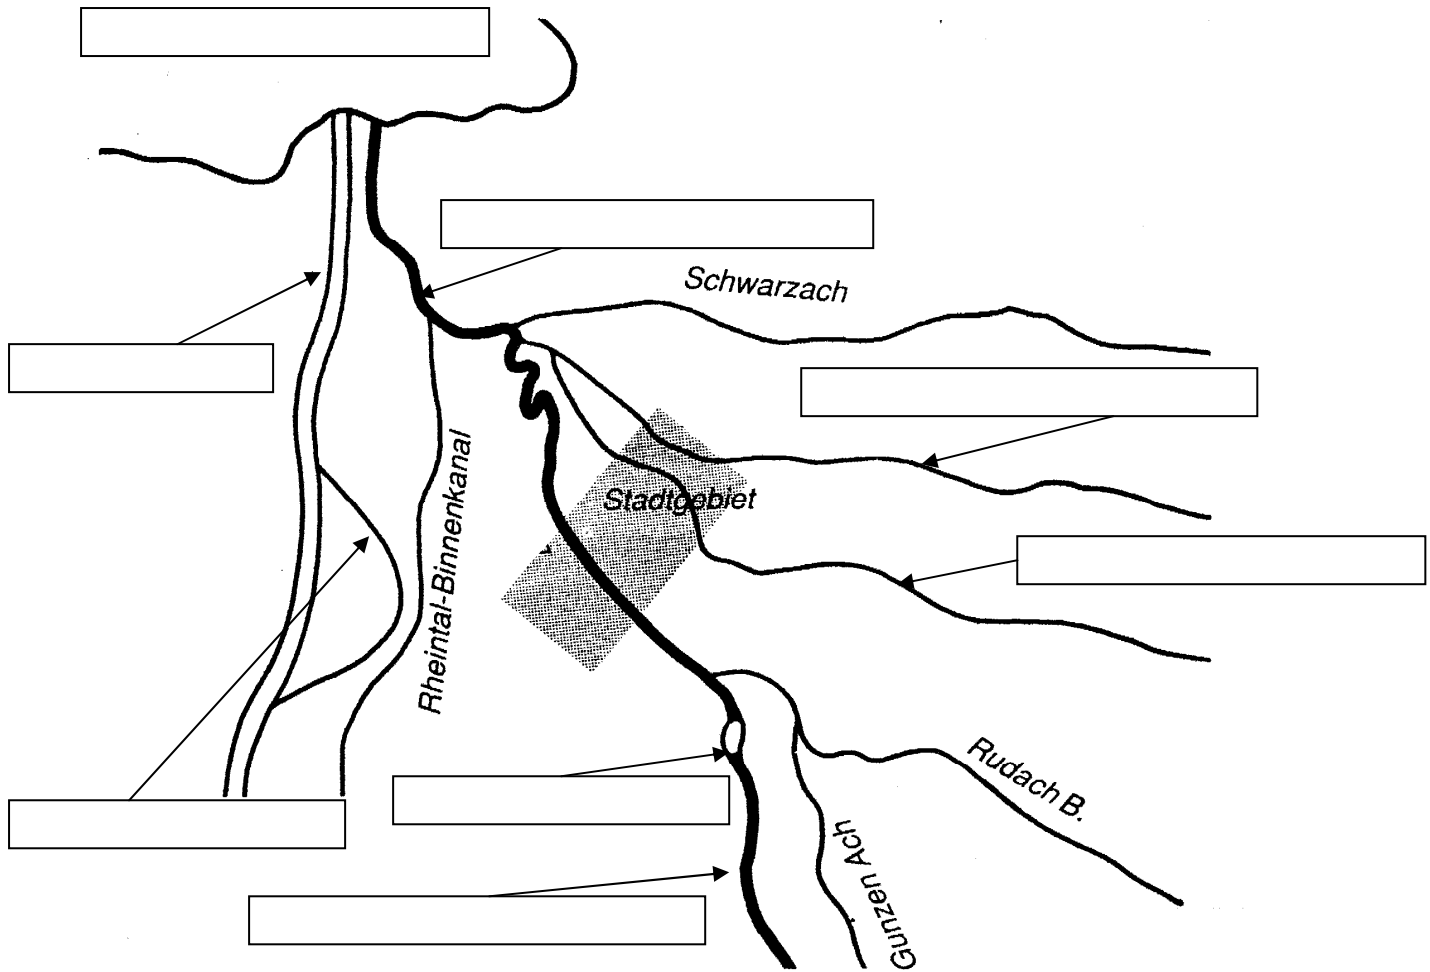 Schwarzach
Stadtgebiet
Rheintal-Binnenkanal
Rudach B.
Gunzen Ach